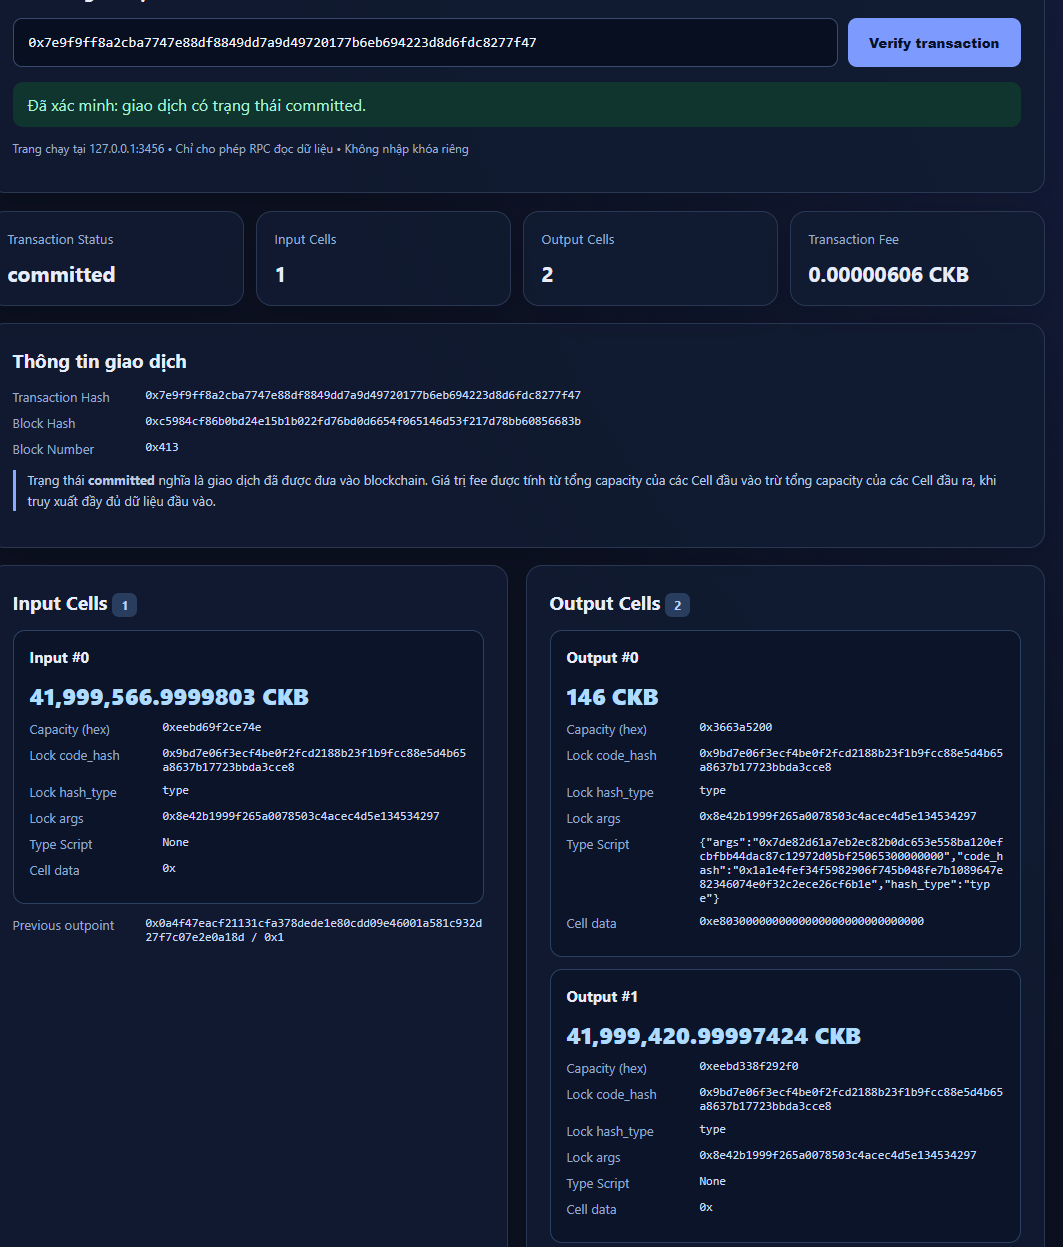 0x7e9f9ff8a2cba7747e88df8849dd7a9d49720177b6eb694223d8d6fdc8277f47
Verify transaction
Đã xác minh: giao dịch có trạng thái committed.
Trang chạy tại 127.0.0.1:3456 • Chỉ cho phép RPC đọc dữ liệu • Không nhập khóa riêng
Transaction Status
committed
Input Cells
1
Output Cells
2
Transaction Fee
0.00000606 CKB
Thông tin giao dịch
Transaction Hash 0x7e9f9ff8a2cba7747e88df8849dd7a9d49720177b6eb694223d8d6fdc8277f47
Block Hash 0xc5984cf86b0bd24e15b1b022fd76bd0d6654f065146d53f217d78bb60856683b
Block Number 0x413
Trạng thái committed nghĩa là giao dịch đã được đưa vào blockchain. Giá trị fee được tính từ tổng capacity của các Cell đầu vào trừ tổng capacity của các Cell đầu ra, khi
truy xuất đầy đủ dữ liệu đầu vào.
Input Cells 1
Input #0
41,999,566.9999803 CKB
Capacity (hex) 0xeebd69f2ce74e
Lock code_hash 0x9bd7e06f3ecf4be0f2fcd2188b23f1b9fcc88e5d4b65
a8637b17723bbda3cce8
Lock hash_type type
Lock args 0x8e42b1999f265a0078503c4acec4d5e134534297
Type Script None
Cell data 0x
Previous outpoint 0x0a4f47eacf21131cfa378dede1e80cdd09e46001a581c932d
27f7c07e2e0a18d / 0x1
Output Cells 2
Output #0
146 CKB
Capacity (hex) 0x3663a5200
Lock code_hash 0x9bd7e06f3ecf4be0f2fcd2188b23f1b9fcc88e5d4b65
a8637b17723bbda3cce8
Lock hash_type type
Lock args 0x8e42b1999f265a0078503c4acec4d5e134534297
Type Script {"args":"0x7de82d61a7eb2ec82b0dc653e558ba120ef
cbfbb44dac87c12972d05bf25065300000000","code_h
ash":"0x1a1e4fef34f5982906f745b048fe7b1089647e
82346074e0f32c2ece26cf6b1e","hash_type":"typ
e"}
Cell data 0xe8030000000000000000000000000000
Output #1
41,999,420.99997424 CKB
Capacity (hex) 0xeebd338f292f0
Lock code_hash 0x9bd7e06f3ecf4be0f2fcd2188b23f1b9fcc88e5d4b65
a8637b17723bbda3cce8
Lock hash_type type
Lock args 0x8e42b1999f265a0078503c4acec4d5e134534297
Type Script None
Cell data 0x